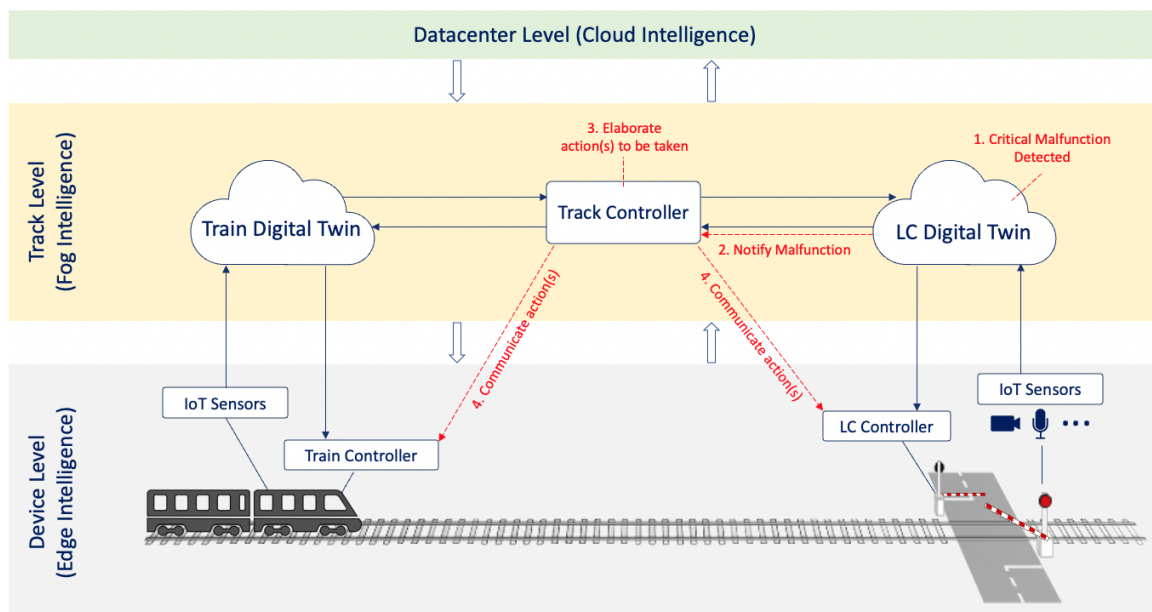 Datacenter Level (Cloud Intelligence)
Track Level
(Fog Intelligence)
3. Elaborate
action(s) to be taken
1. Critical Malfunction
Detected
Train Digital Twin
Track Controller
LC Digital Twin
2. Notify Malfunction
4. Communicate action(s)
4. Communicate action(s)
Device Level
(Edge Intelligence)
IoT Sensors
Train Controller
LC Controller
IoT Sensors